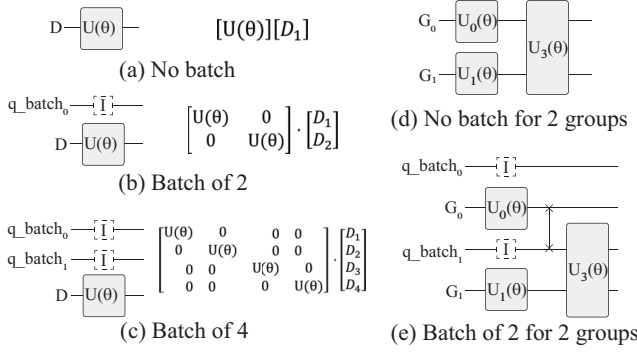 D U(θ) [U(θ)][D₁]
(a) No batch
q_batch₀ I
D U(θ)
[U(θ) 0
0 U(θ)] · [D₁
D₂]
(b) Batch of 2
q_batch₀ I
q_batch₁ I
D U(θ)
[U(θ) 0 0 0
0 U(θ) 0 0
0 0 U(θ) 0
0 0 0 U(θ)] · [D₁
D₂
D₃
D₄]
(c) Batch of 4
G₀ U₀(θ)
U₃(θ)
G₁ U₁(θ)
(d) No batch for 2 groups
q_batch₀ I
G₀ U₀(θ)
q_batch₁ I
U₃(θ)
G₁ U₁(θ)
(e) Batch of 2 for 2 groups